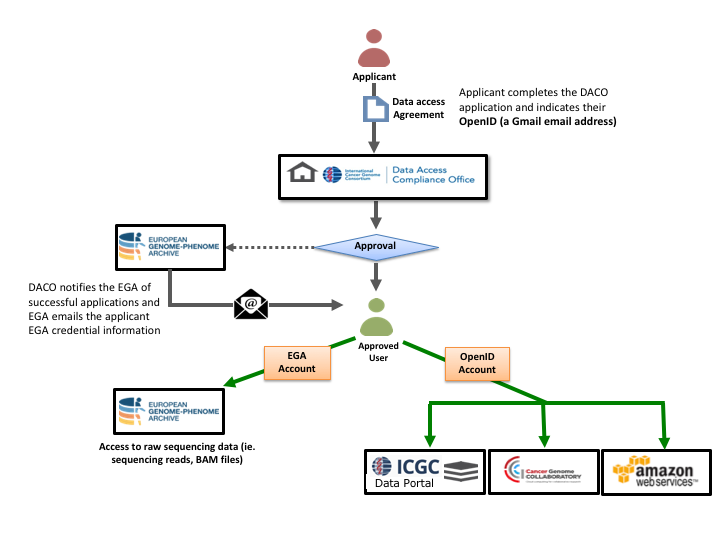 Applicant
Data access
Agreement
Applicant completes the DACO
application and indicates their
OpenID (a Gmail email address)
International
Cancer Genome
Consortium
Data Access
Compliance Office
Approval
EUROPEAN
GENOME-PHENOME
ARCHIVE
DACO notifies the EGA of
successful applications and
EGA emails the applicant
EGA credential information
@
Approved
User
EGA
Account
OpenID
Account
EUROPEAN
GENOME-PHENOME
ARCHIVE
Access to raw sequencing data (ie.
sequencing reads, BAM files)
ICGC
Data Portal
Cancer Genome
COLLABORATORY
amazon
webservices™